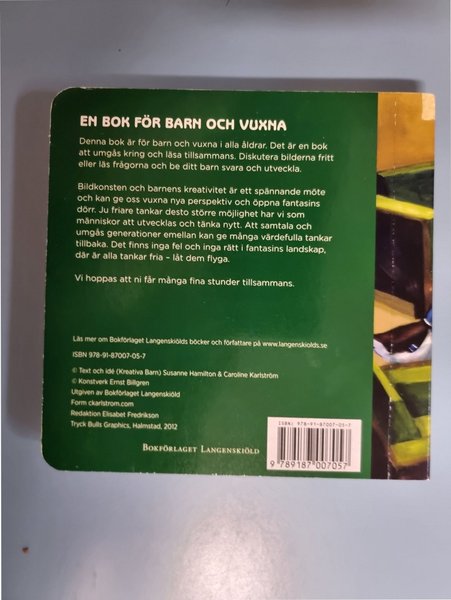 EN BOK FÖR BARN OCH VUXNA
Denna bok är för barn och vuxna i alla åldrar. Det är en bok
att umgås kring och läsa tillsammans. Diskutera bilderna fritt
eller läs frågorna och be ditt barn svara och utveckla.
Bildkonsten och barnens kreativitet är ett spännande möte
och kan ge oss vuxna nya perspektiv och öppna fantasins
dörr. Ju friare tankar desto större möjlighet har vi som
människor att utvecklas och tänka nytt. Att samtala och
umgås generationer emellan kan ge många värdefulla tankar
tillbaka. Det finns inga fel och inga rätt i fantasins landskap,
där är alla tankar fria – låt dem flyga.
Vi hoppas att ni får många fina stunder tillsammans.
Läs mer om Bokförlaget Langenskiölds böcker och författare på www.langenskiolds.se
ISBN 978-91-87007-05-7
© Text och idé (Kreativa Barn) Susanne Hamilton & Caroline Karlström
© Konstverk Ernst Billgren
Utgiven av Bokförlaget Langenskiöld
Form ckarlstrom.com
Redaktion Elisabet Fredrikson
Tryck Bulls Graphics, Halmstad, 2012
BOKFÖRLAGET LANGENSKIÖLD
ISBN 978-91-87007-05-7
9 789187 007057